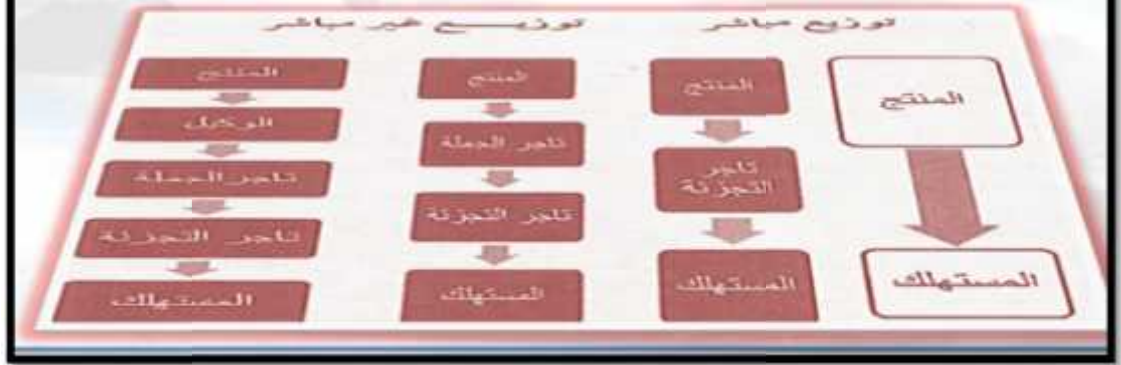 توزيع مباشر
توزيـــع غير مباشر
المنتج
المستهلك
المنتج
تاجر
التجزئة
المستهلك
المنتج
تاجر الجملة
تاجر التجزئة
المستهلك
المنتج
الوكيل
تاجر الجملة
تاجر التجزئة
المستهلك